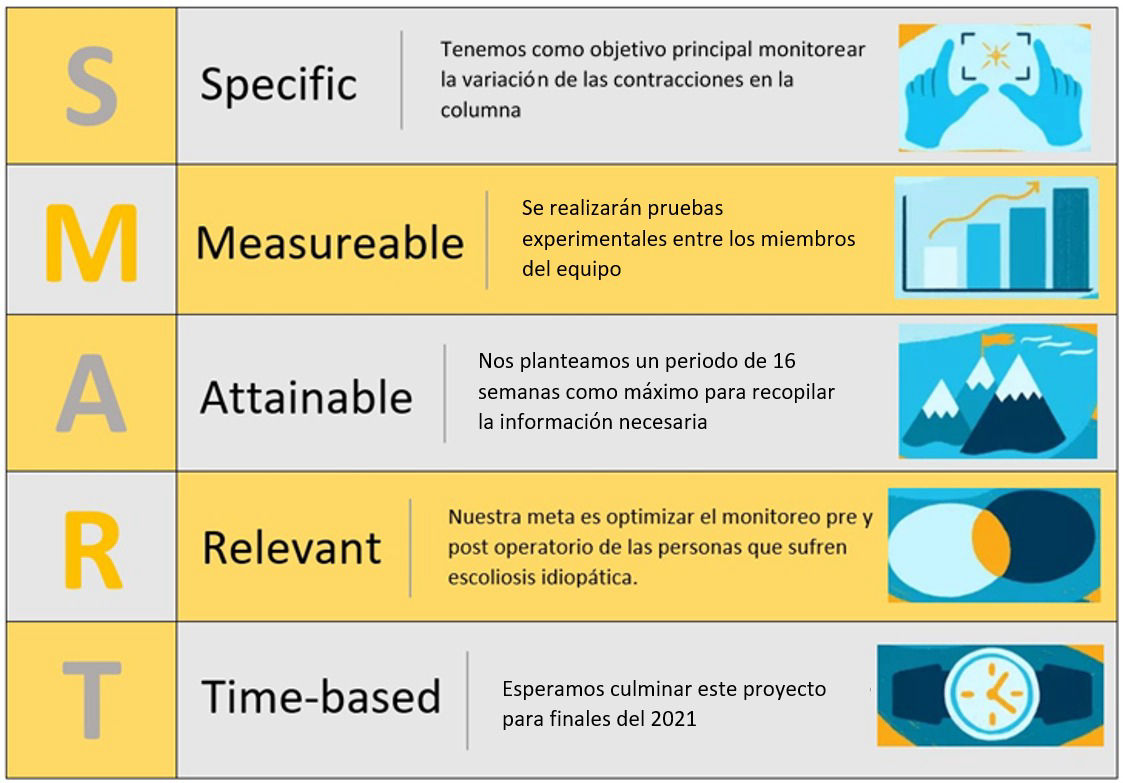 S
Specific
Tenemos como objetivo principal monitorear
la variación de las contracciones en la
columna
M
Measureable
Se realizarán pruebas
experimentales entre los miembros
del equipo
A
Attainable
Nos planteamos un periodo de 16
semanas como máximo para recopilar
la información necesaria
R
Relevant
Nuestra meta es optimizar el monitoreo pre y
post operatorio de las personas que sufren
escoliosis idiopática.
T
Time-based
Esperamos culminar este proyecto
para finales del 2021